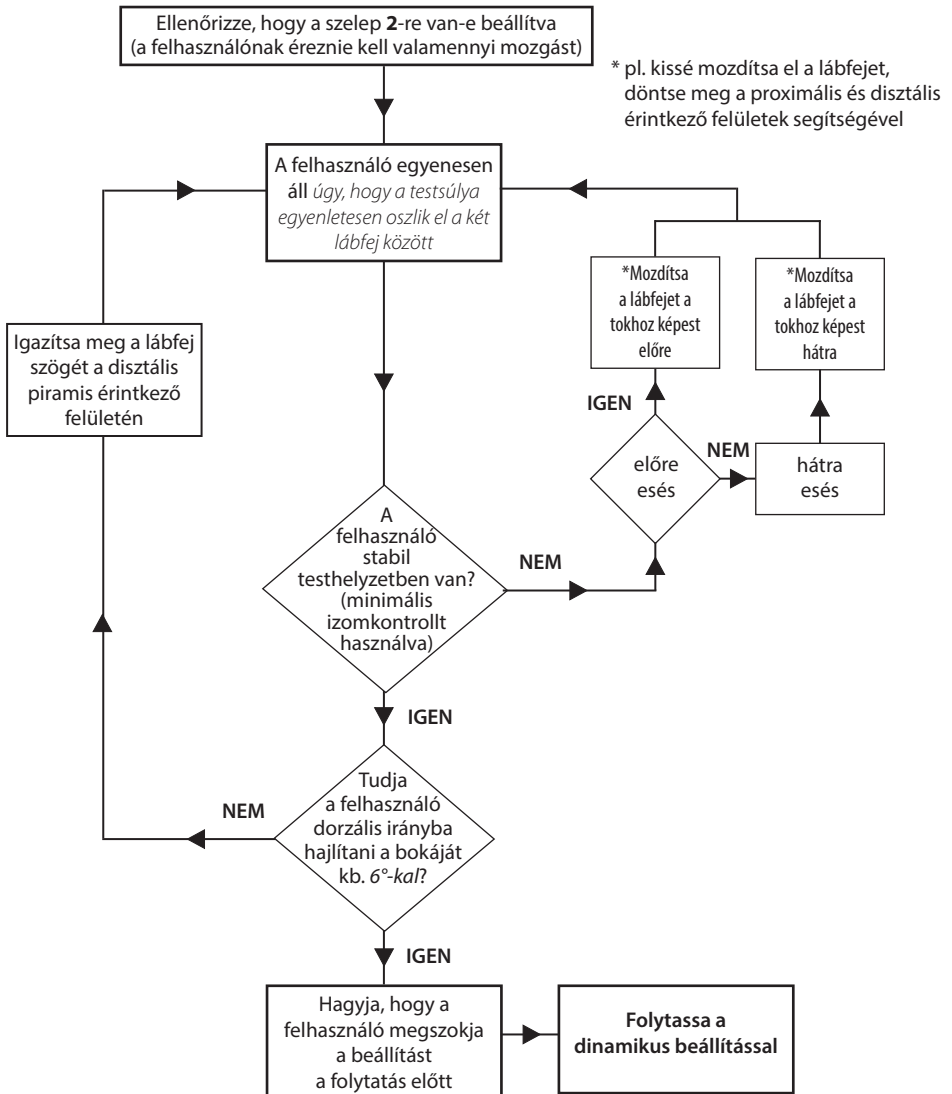 Ellenőrizze, hogy a szelep 2-re van-e beállítva
(a felhasználónak éreznie kell valamennyi mozgást)
* pl. kissé mozdítsa el a lábfejet,
döntse meg a proximális és disztális
érintkező felületek segítségével
A felhasználó egyenesen
áll úgy, hogy a testsúlya
egyenletesen oszlik el a két
lábfej között
*Mozdítsa
a lábfejet a
tokhoz képest
előre
*Mozdítsa
a lábfejet a
tokhoz képest
hátra
Igazítsa meg a lábfej
szögét a disztális
piramis érintkező
felületén
IGEN
előre
esés
NEM
hátra
esés
A
felhasználó
stabil
testhelyzetben van?
(minimális
izomkontrollt
használva)
NEM
IGEN
Tudja
a felhasználó
dorzális irányba
hajlítani a bokáját
kb. 6°-kal?
NEM
IGEN
Hagyja, hogy a
felhasználó megszokja
a beállítást
a folytatás előtt
Folytassa a
dinamikus beállítással